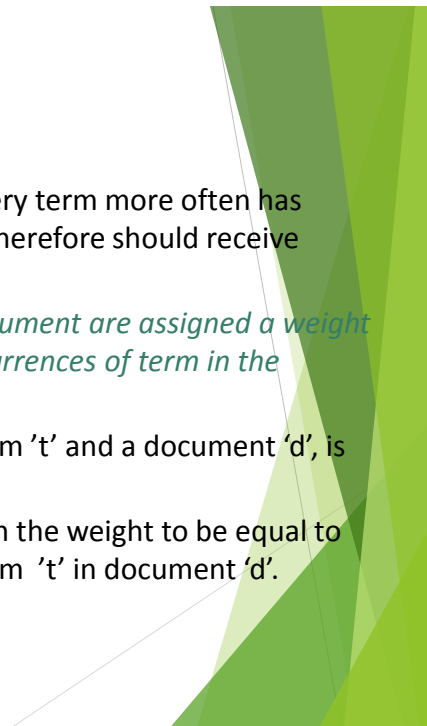 ery term more often has
herefore should receive
ument are assigned a weight
urrences of term in the
m ’t’ and a document ‘d’, is
n the weight to be equal to
m ’t’ in document ‘d’.